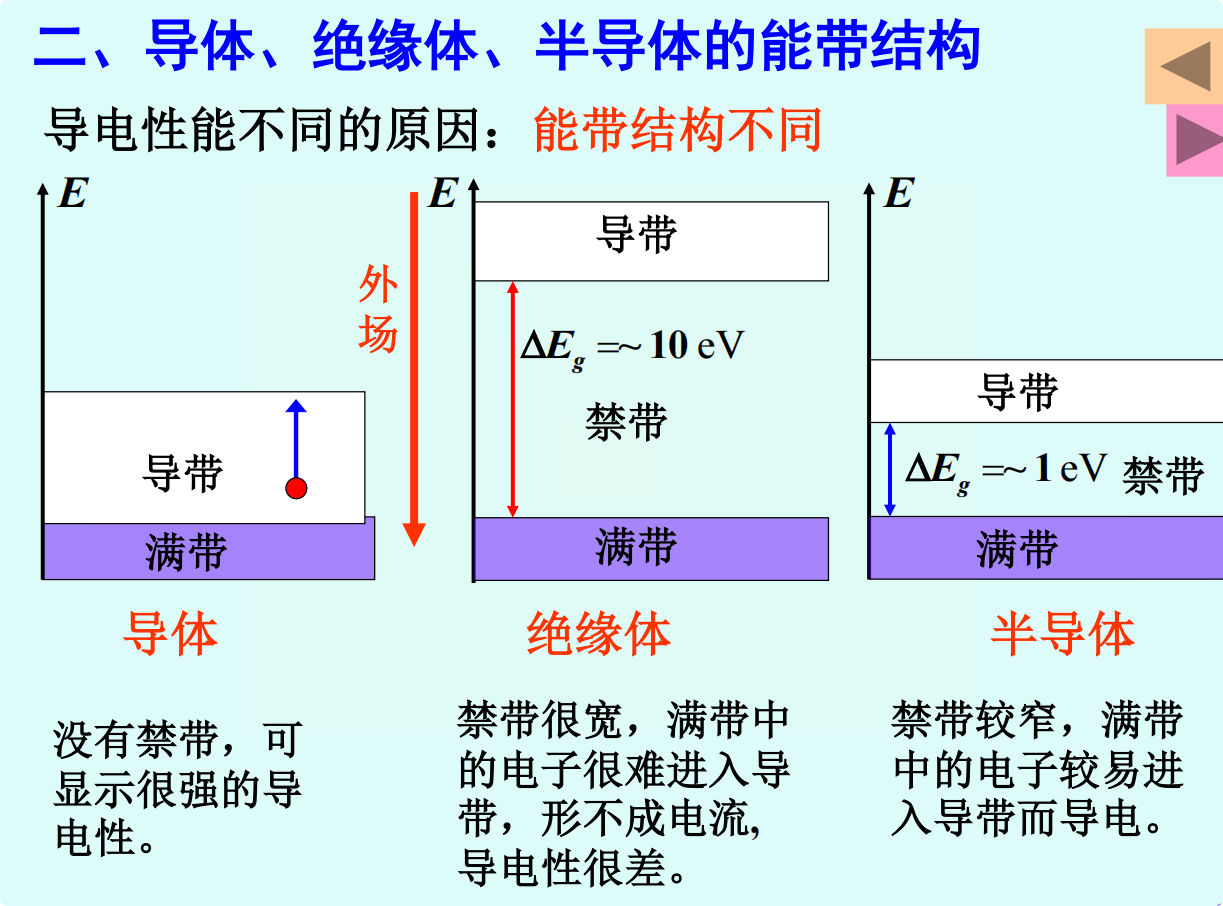 二、导体、绝缘体、半导体的能带结构
导电性能不同的原因：能带结构不同
E
导带
满带
导体
没有禁带，可
显示很强的导
电性。
外
场
E
导带
ΔE_g =~ 10 eV
禁带
满带
绝缘体
禁带很宽，满带中
的电子很难进入导
带，形不成电流,
导电性很差。
E
导带
ΔE_g =~ 1 eV 禁带
满带
半导体
禁带较窄，满带
中的电子较易进
入导带而导电。